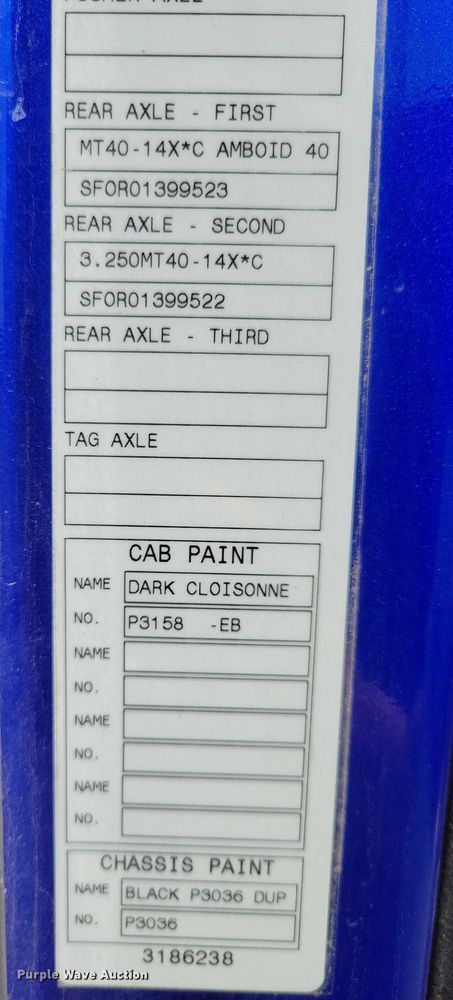 PUSHER AXLE
REAR AXLE - FIRST
MT40-14X*C AMBOID 40
SFOR01399523
REAR AXLE - SECOND
3.250MT40-14X*C
SFOR01399522
REAR AXLE - THIRD
TAG AXLE
CAB PAINT
NAME DARK CLOISONNE
NO. P3158 -EB
NAME
NO.
NAME
NO.
NAME
NO.
CHASSIS PAINT
NAME BLACK P3036 DUP
NO. P3036
3186238
Purple Wave Auction